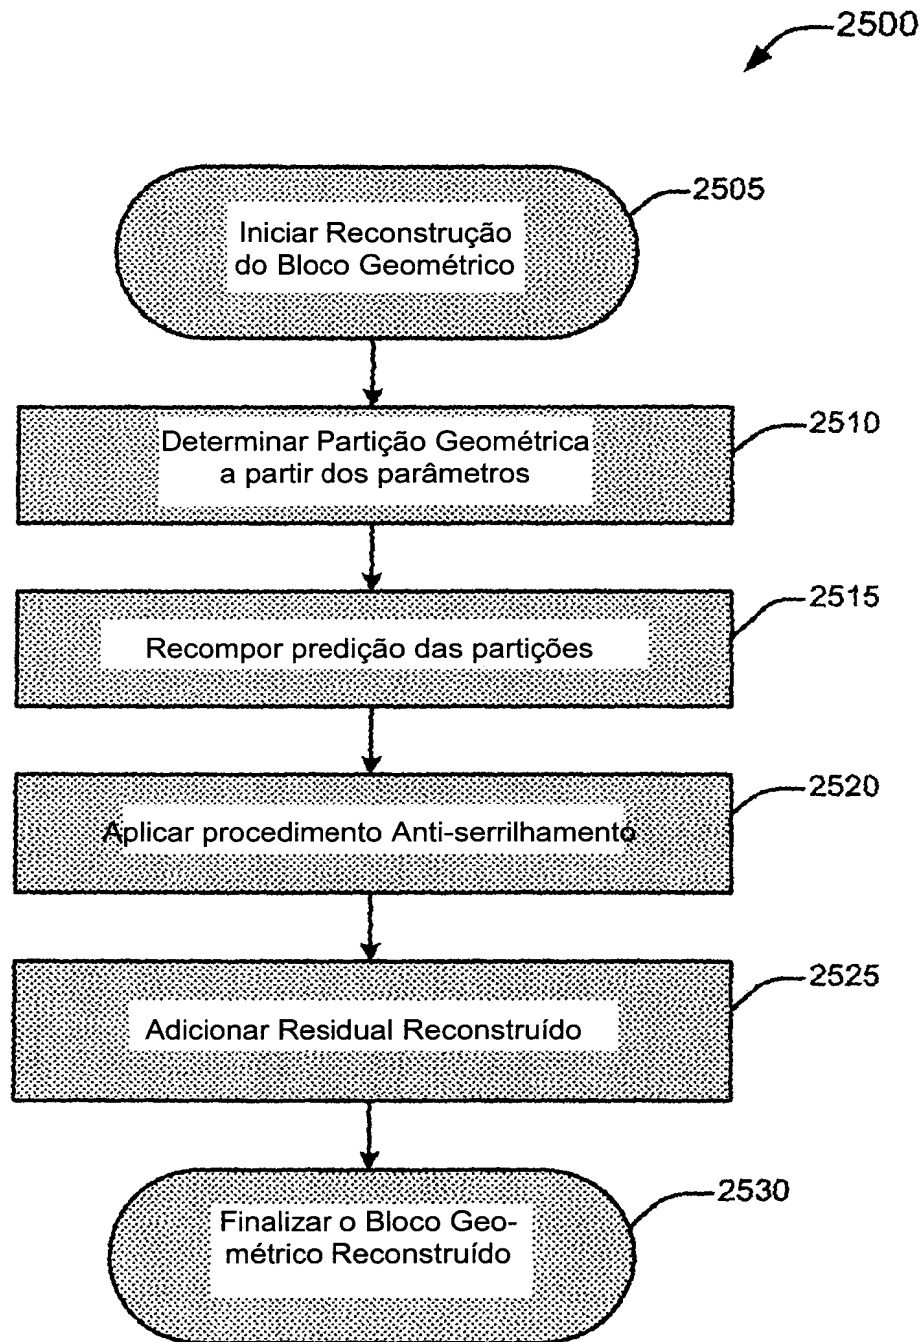 2500
2505
Iniciar Reconstrução
do Bloco Geométrico
2510
Determinar Partição Geométrica
a partir dos parâmetros
2515
Recompor predição das partições
2520
Aplicar procedimento Anti-serrilhamento
2525
Adicionar Residual Reconstruído
2530
Finalizar o Bloco Geo-
métrico Reconstruído